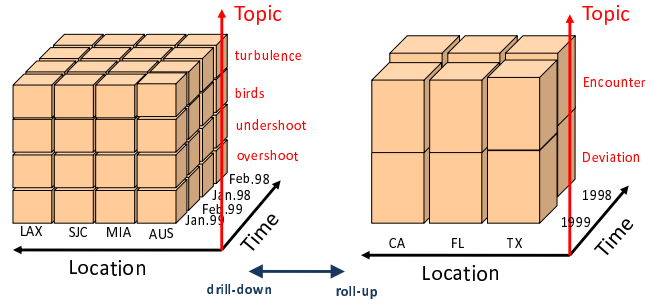 Topic
turbulence
birds
undershoot
overshoot
Feb.98
Jan.98
Feb.99
Jan.99
LAX SJC MIA AUS
Time
Location
Topic
Encounter
Deviation
1998
1999
CA FL TX
Time
Location
drill-down roll-up